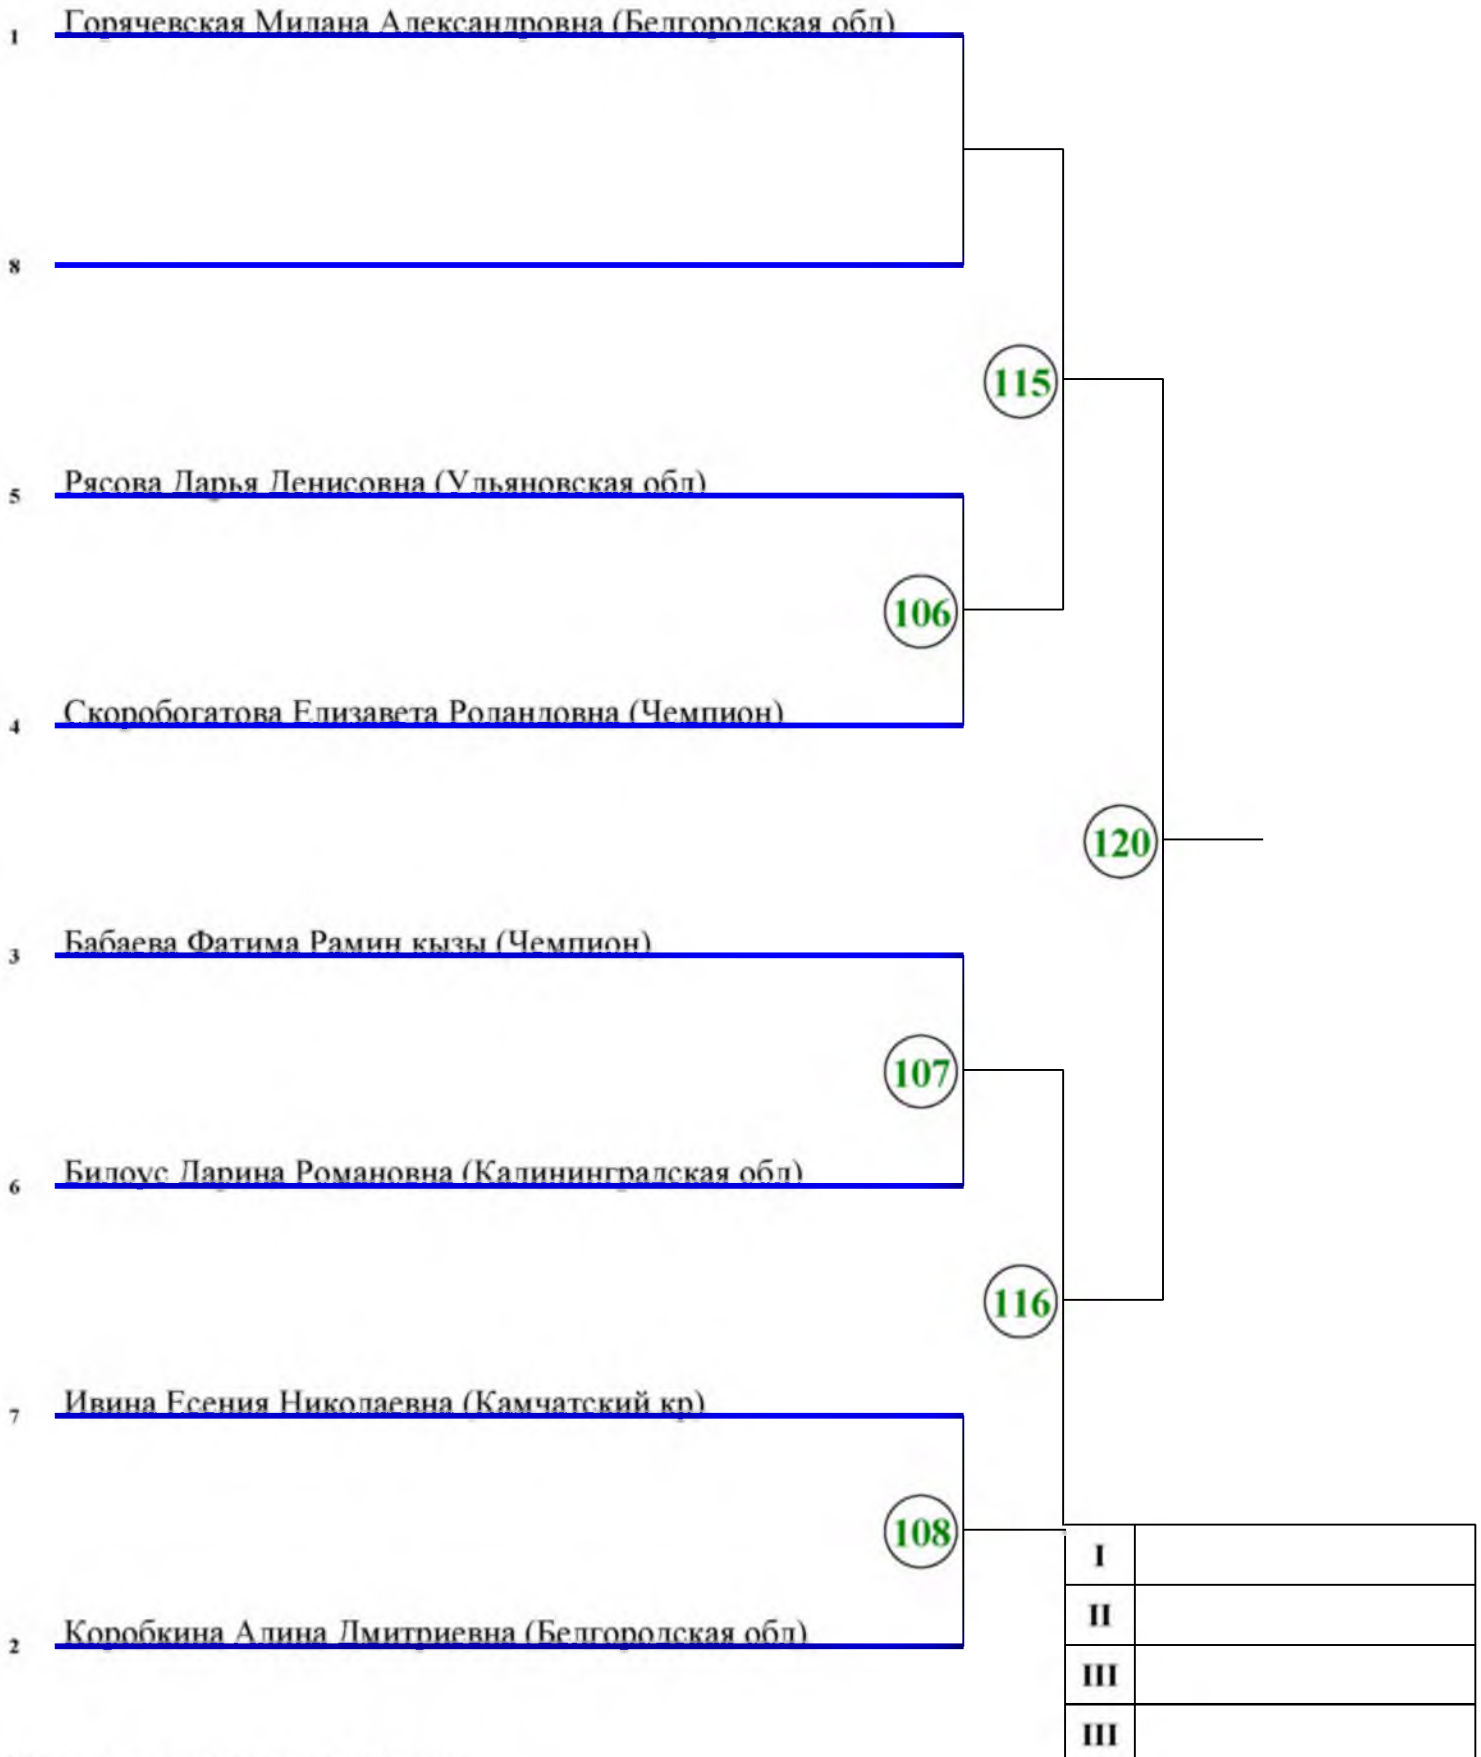 1 Горячевская Милана Александровна (Белгородская обл)
8
115
5 Рясова Дарья Денисовна (Ульяновская обл)
106
4 Скоробогатова Елизавета Роландовна (Чемпион)
120
3 Бабаева Фатима Рамин кызы (Чемпион)
107
6 Билоус Дарина Романовна (Калининградская обл)
116
7 Ивина Есения Николаевна (Камчатский кр)
108
I
II
2 Коробкина Алина Дмитриевна (Белгородская обл)
III
III